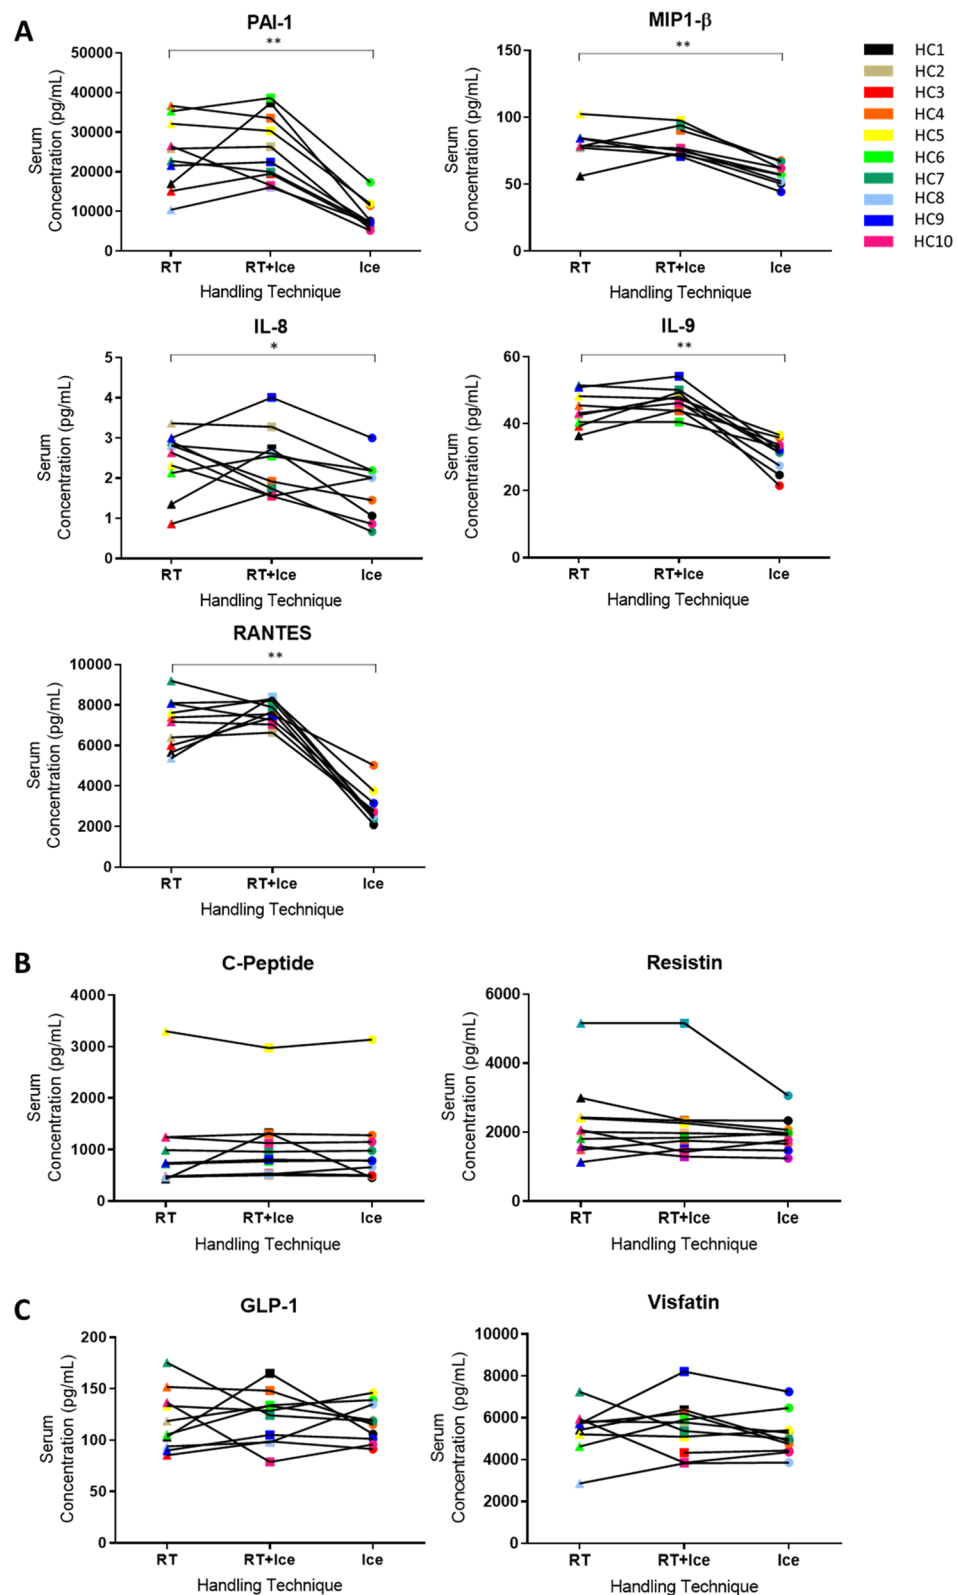 A
PAI-1
**
50000
40000
30000
20000
10000
0
Serum
Concentration (pg/mL)
RT
RT+Ice
Ice
Handling Technique
MIP1-β
**
150
100
50
0
Serum
Concentration (pg/mL)
RT
RT+Ice
Ice
Handling Technique
HC1
HC2
HC3
HC4
HC5
HC6
HC7
HC8
HC9
HC10
IL-8
*
5
4
3
2
1
0
Serum
Concentration (pg/mL)
RT
RT+Ice
Ice
Handling Technique
IL-9
**
60
40
20
0
Serum
Concentration (pg/mL)
RT
RT+Ice
Ice
Handling Technique
RANTES
**
10000
8000
6000
4000
2000
0
Serum
Concentration (pg/mL)
RT
RT+Ice
Ice
Handling Technique
B
C-Peptide
4000
3000
2000
1000
0
Serum
Concentration (pg/mL)
RT
RT+Ice
Ice
Handling Technique
Resistin
6000
4000
2000
0
Serum
Concentration (pg/mL)
RT
RT+Ice
Ice
Handling Technique
C
GLP-1
200
150
100
50
0
Serum
Concentration (pg/mL)
RT
RT+Ice
Ice
Handling Technique
Visfatin
10000
8000
6000
4000
2000
0
Serum
Concentration (pg/mL)
RT
RT+Ice
Ice
Handling Technique